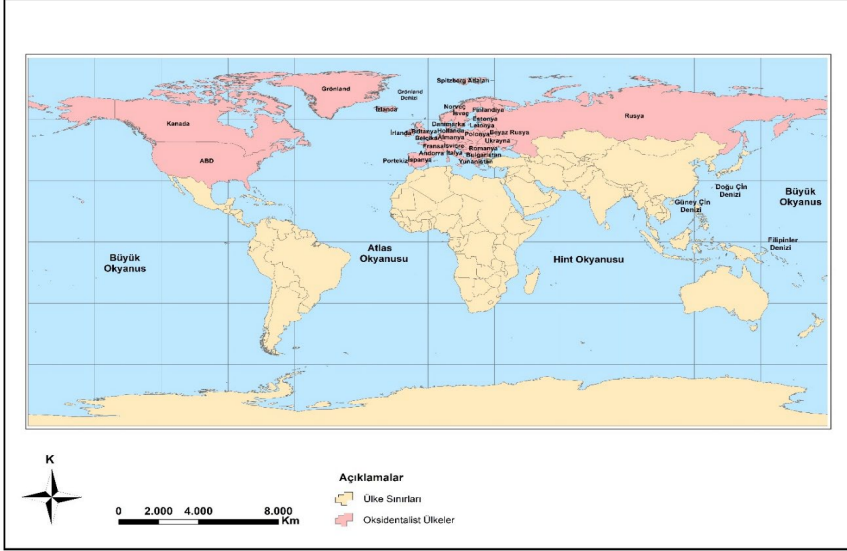 Spitsberg Adaları
Grönland
Grönland
Denizi
İzlanda
Norveç
İsveç
Finlandiya
Estonya
Letonya
Rusya
Kanada
Danimarka
İrlanda
Britanya
Hollanda
Polonya
Beyaz Rusya
Belçika
Almanya
Ukrayna
Fransa
İsviçre
Romanya
ABD
Andorra
İtalya
Bulgaristan
Portekiz
İspanya
Yunanistan
Doğu Çin
Denizi
Büyük
Okyanus
Güney Çin
Denizi
Filipinler
Denizi
Büyük
Okyanus
Atlas
Okyanusu
Hint Okyanusu
K
Açıklamalar
Ülke Sınırları
Oksidentalist Ülkeler
0 2.000 4.000 8.000
Km